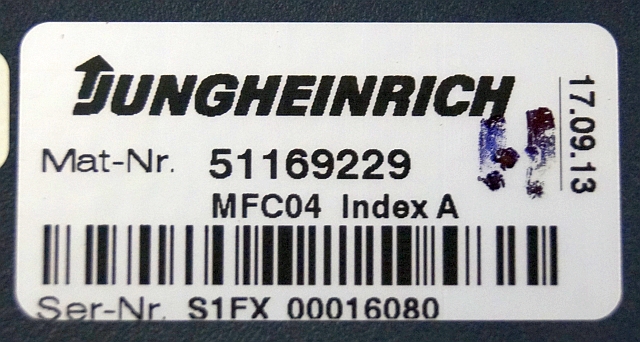 JUNGHEINRICH
17.09.13
Mat-Nr. 51169229
MFC04 Index A
Ser-Nr. S1FX 00016080